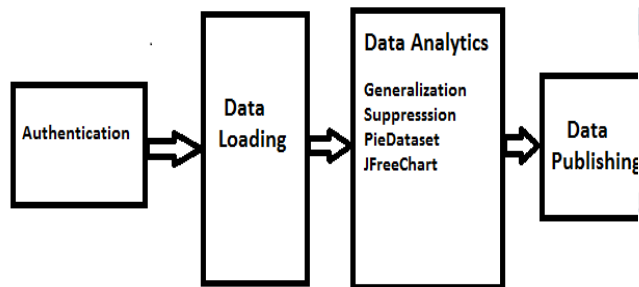 Authentication
Data
Loading
Data Analytics
Generalization
Suppresssion
PieDataset
JFreeChart
Data
Publishing